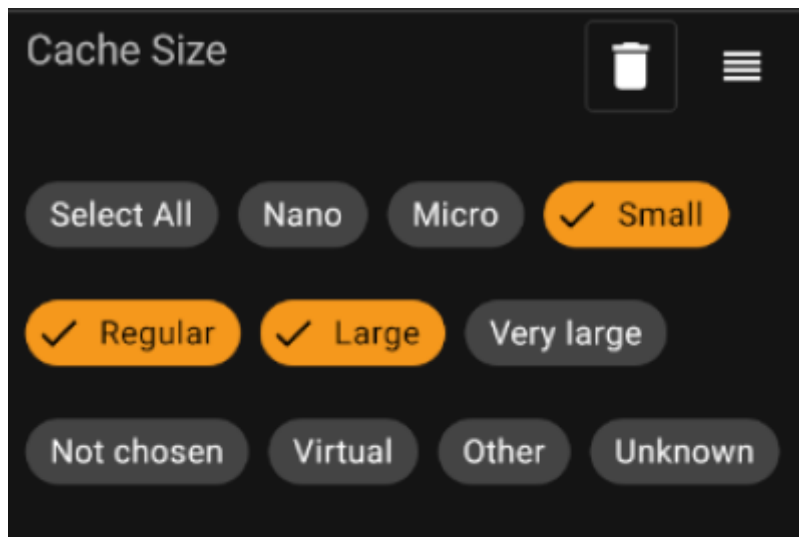 Cache Size
Select All Nano Micro Small
Regular Large Very large
Not chosen Virtual Other Unknown